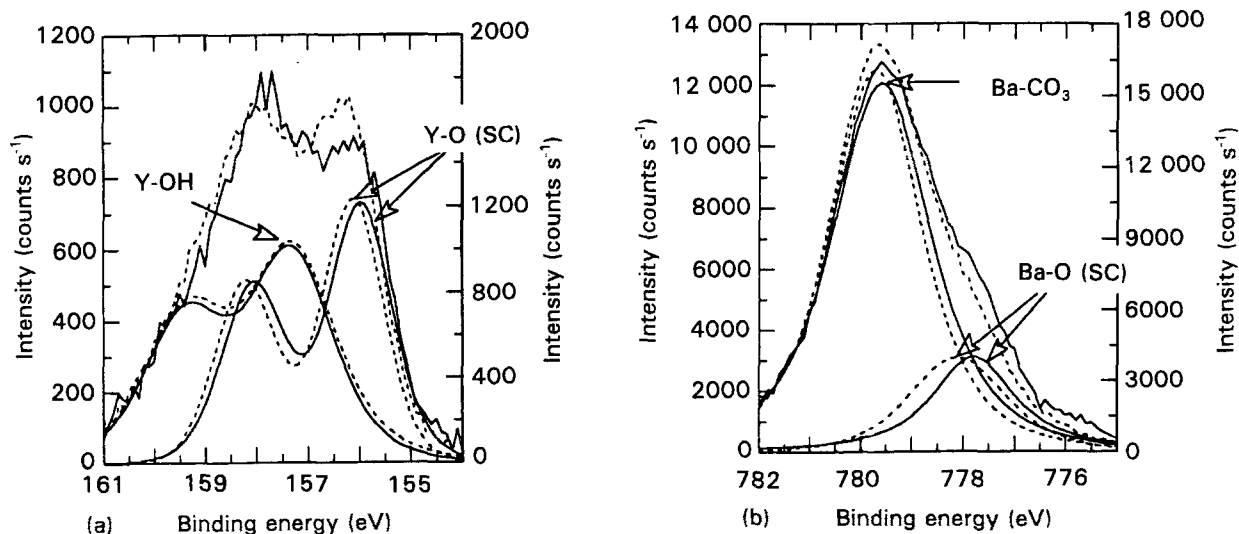 1200
1000
800
600
400
200
0
2000
1200
800
400
0
161
159
157
155
Intensity (counts s⁻¹)
Intensity (counts s⁻¹)
Y-O (SC)
Y-OH
(a)
Binding energy (eV)
14 000
12 000
10 000
8000
6000
4000
2000
0
18 000
15 000
12 000
9000
6000
3000
0
782
780
778
776
Intensity (counts s⁻¹)
Intensity (counts s⁻¹)
Ba-CO₃
Ba-O (SC)
(b)
Binding energy (eV)